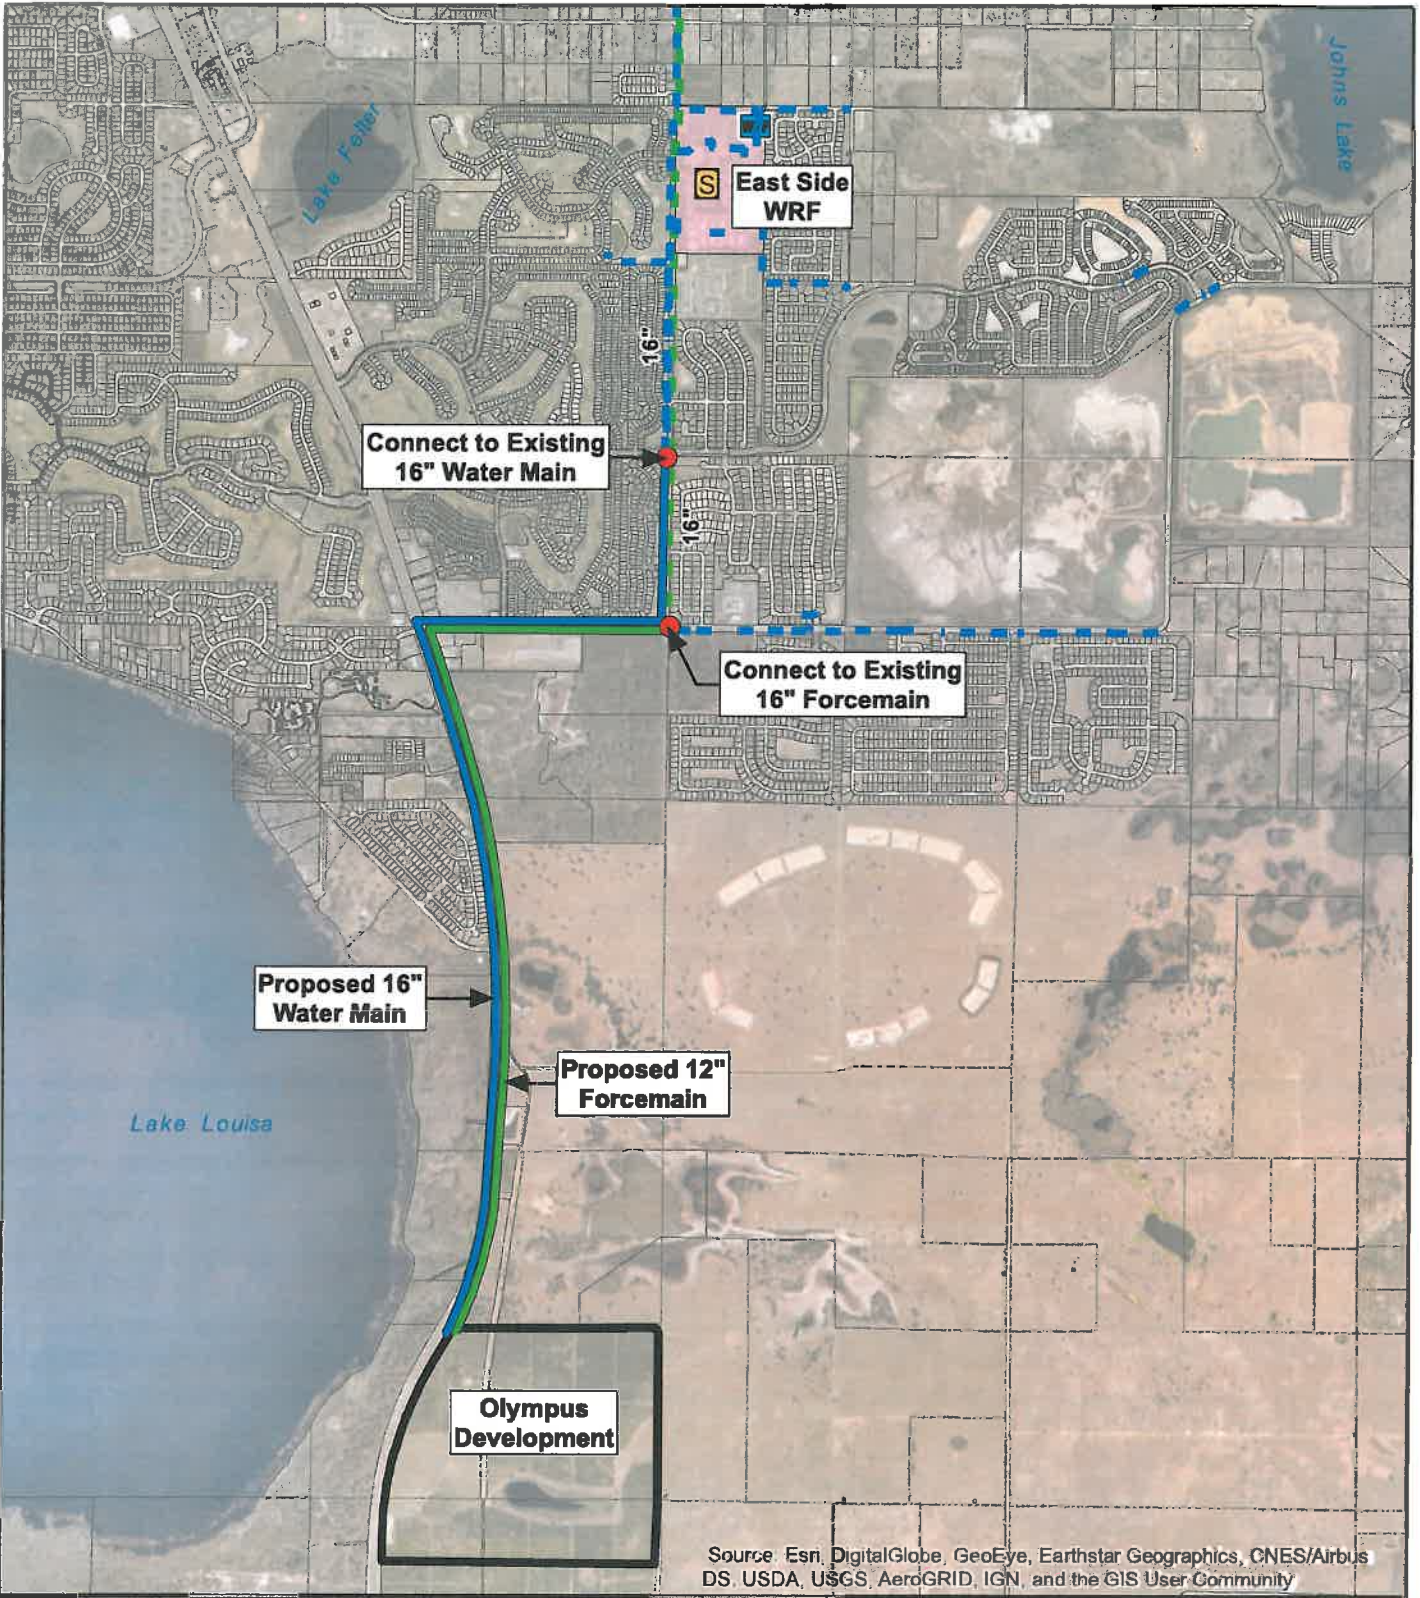 Johns Lake
Lake Feller
W
S
East Side
WRF
16"
Connect to Existing
16" Water Main
16"
Connect to Existing
16" Forcemain
Proposed 16"
Water Main
Proposed 12"
Forcemain
Lake Louisa
Olympus
Development
Source: Esri, DigitalGlobe, GeoEye, Earthstar Geographics, CNES/Airbus
DS, USDA, USGS, AeroGRID, IGN, and the GIS User Community